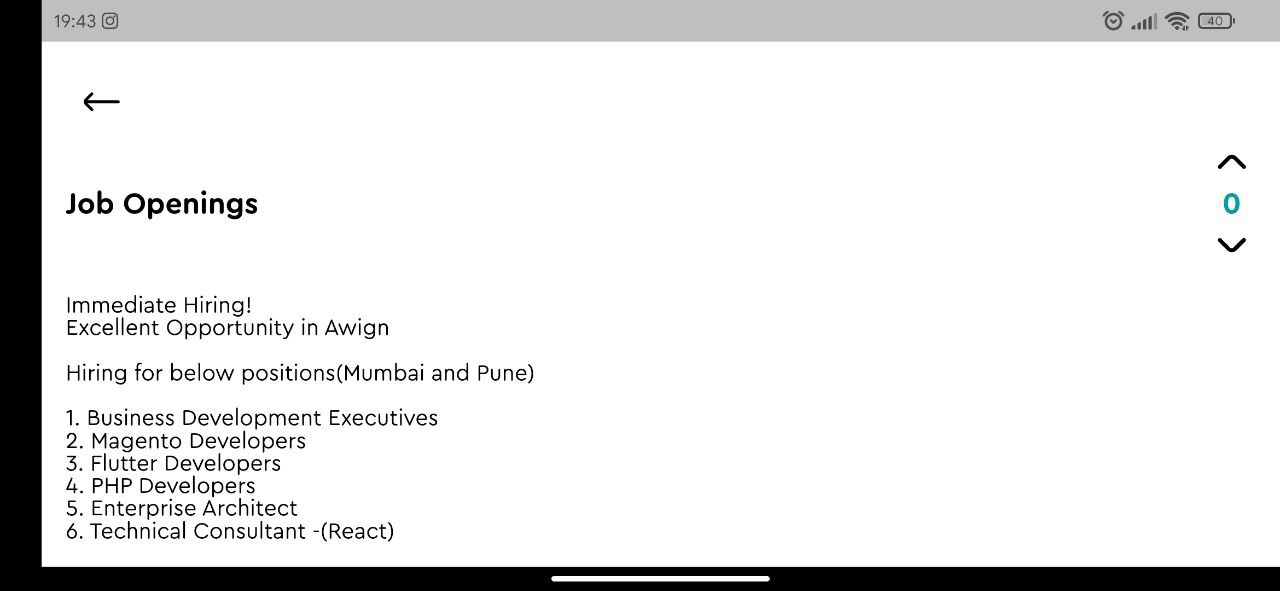 19:43
40
Job Openings
0
Immediate Hiring!
Excellent Opportunity in Awign
Hiring for below positions(Mumbai and Pune)
1. Business Development Executives
2. Magento Developers
3. Flutter Developers
4. PHP Developers
5. Enterprise Architect
6. Technical Consultant -(React)